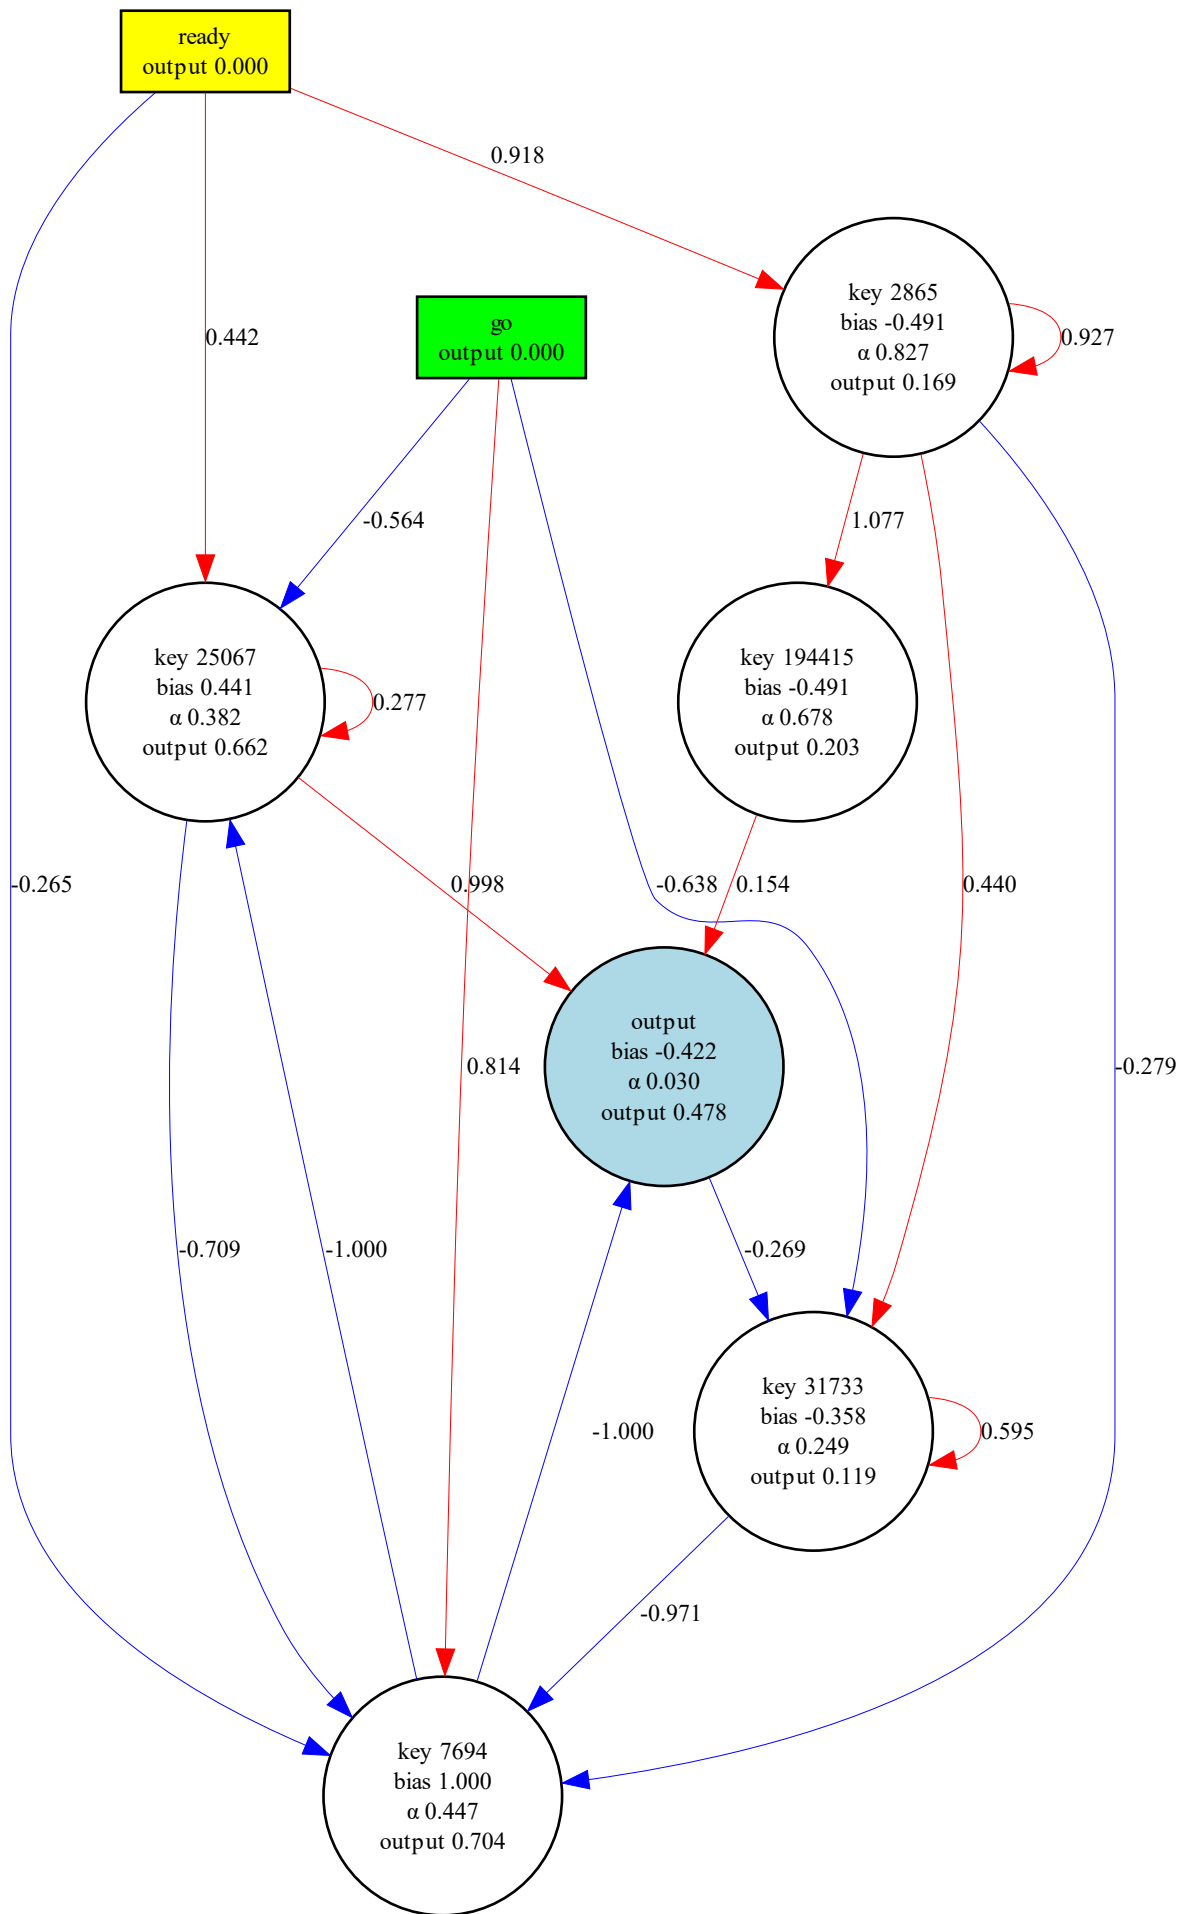 ready
output 0.000
0.918
key 2865
bias -0.491
α 0.827
output 0.169
0.927
0.442
go
output 0.000
-0.564
1.077
key 25067
bias 0.441
α 0.382
output 0.662
0.277
key 194415
bias -0.491
α 0.678
output 0.203
-0.265
0.998
-0.638
0.154
0.440
output
bias -0.422
α 0.030
output 0.478
0.814
-0.279
-0.709
-1.000
-0.269
-1.000
key 31733
bias -0.358
α 0.249
output 0.119
0.595
-0.971
key 7694
bias 1.000
α 0.447
output 0.704